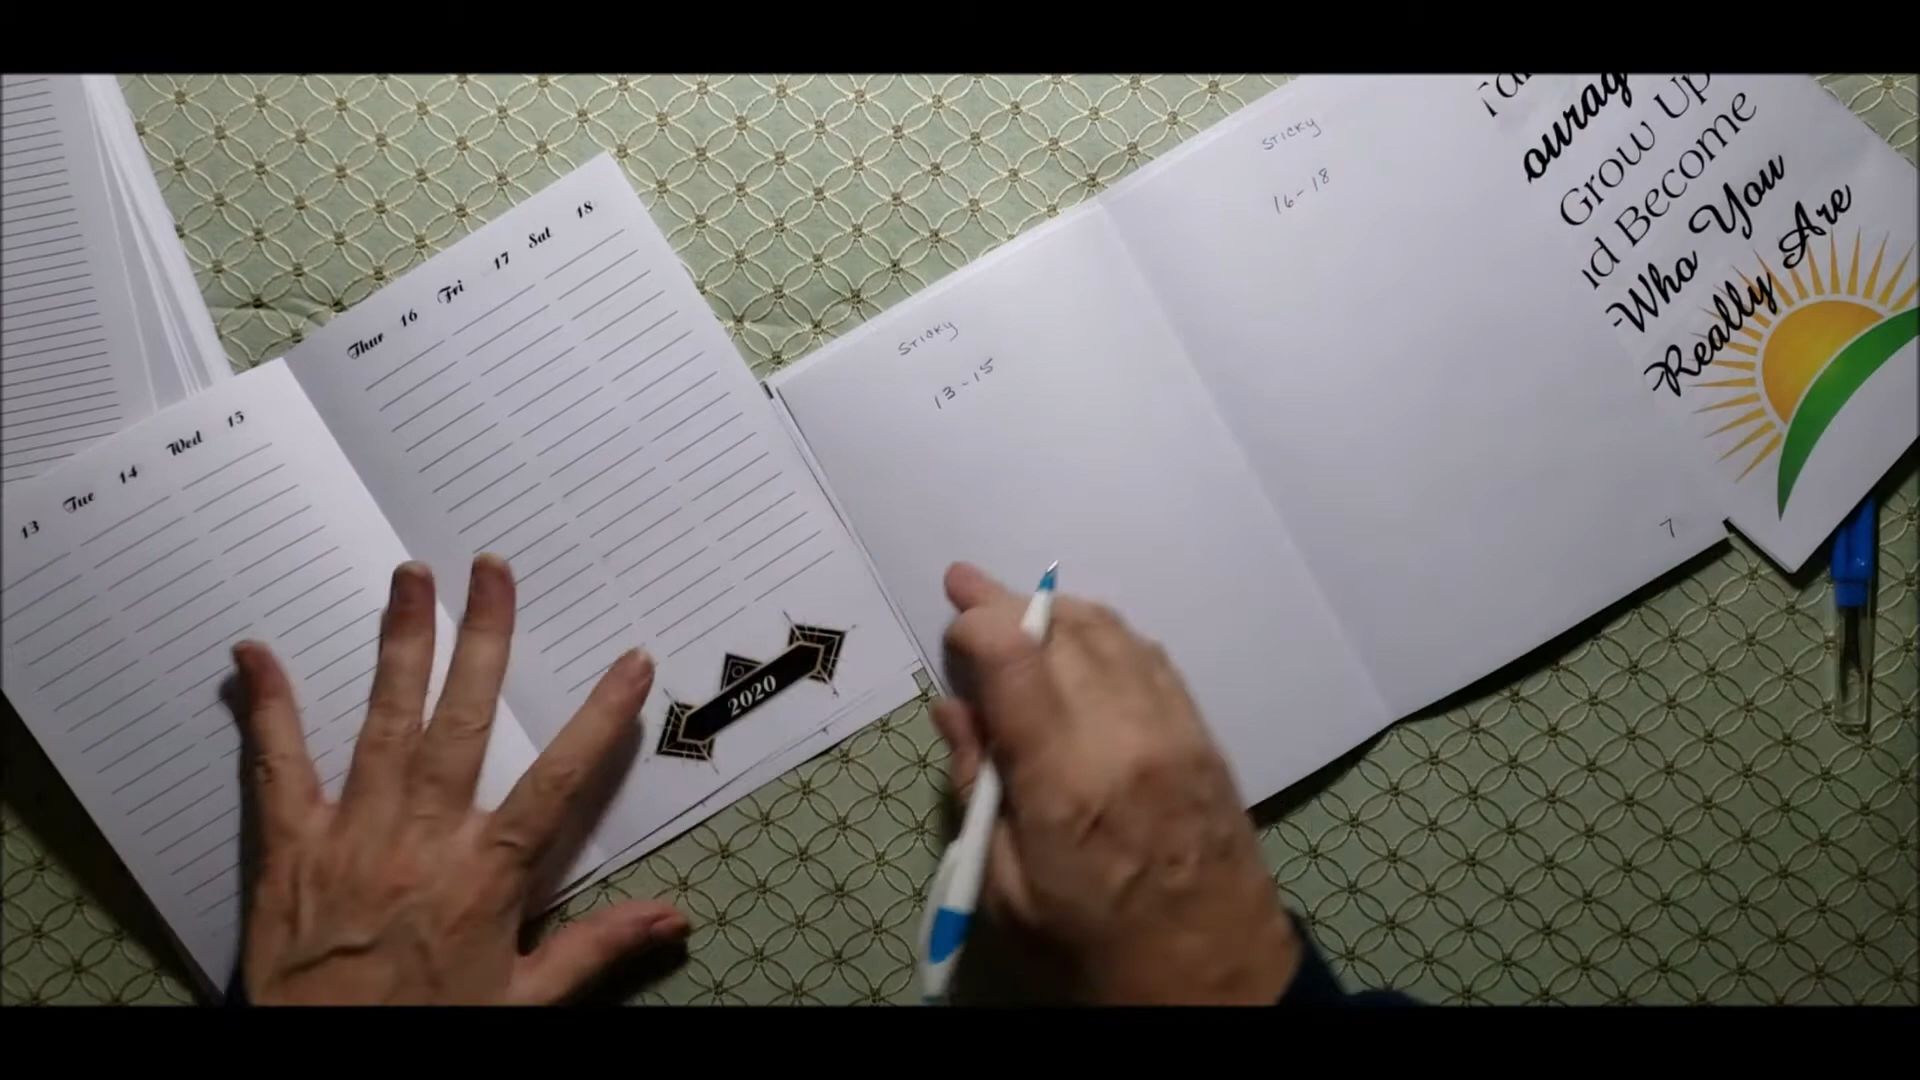 13 Tue 14 Wed 15
Thur 16 Fri 17 Sat 18
2020
STICKY
13-15
STICKY
16-18
7
ourag
Grow Up
d Become
Who You
Really Are